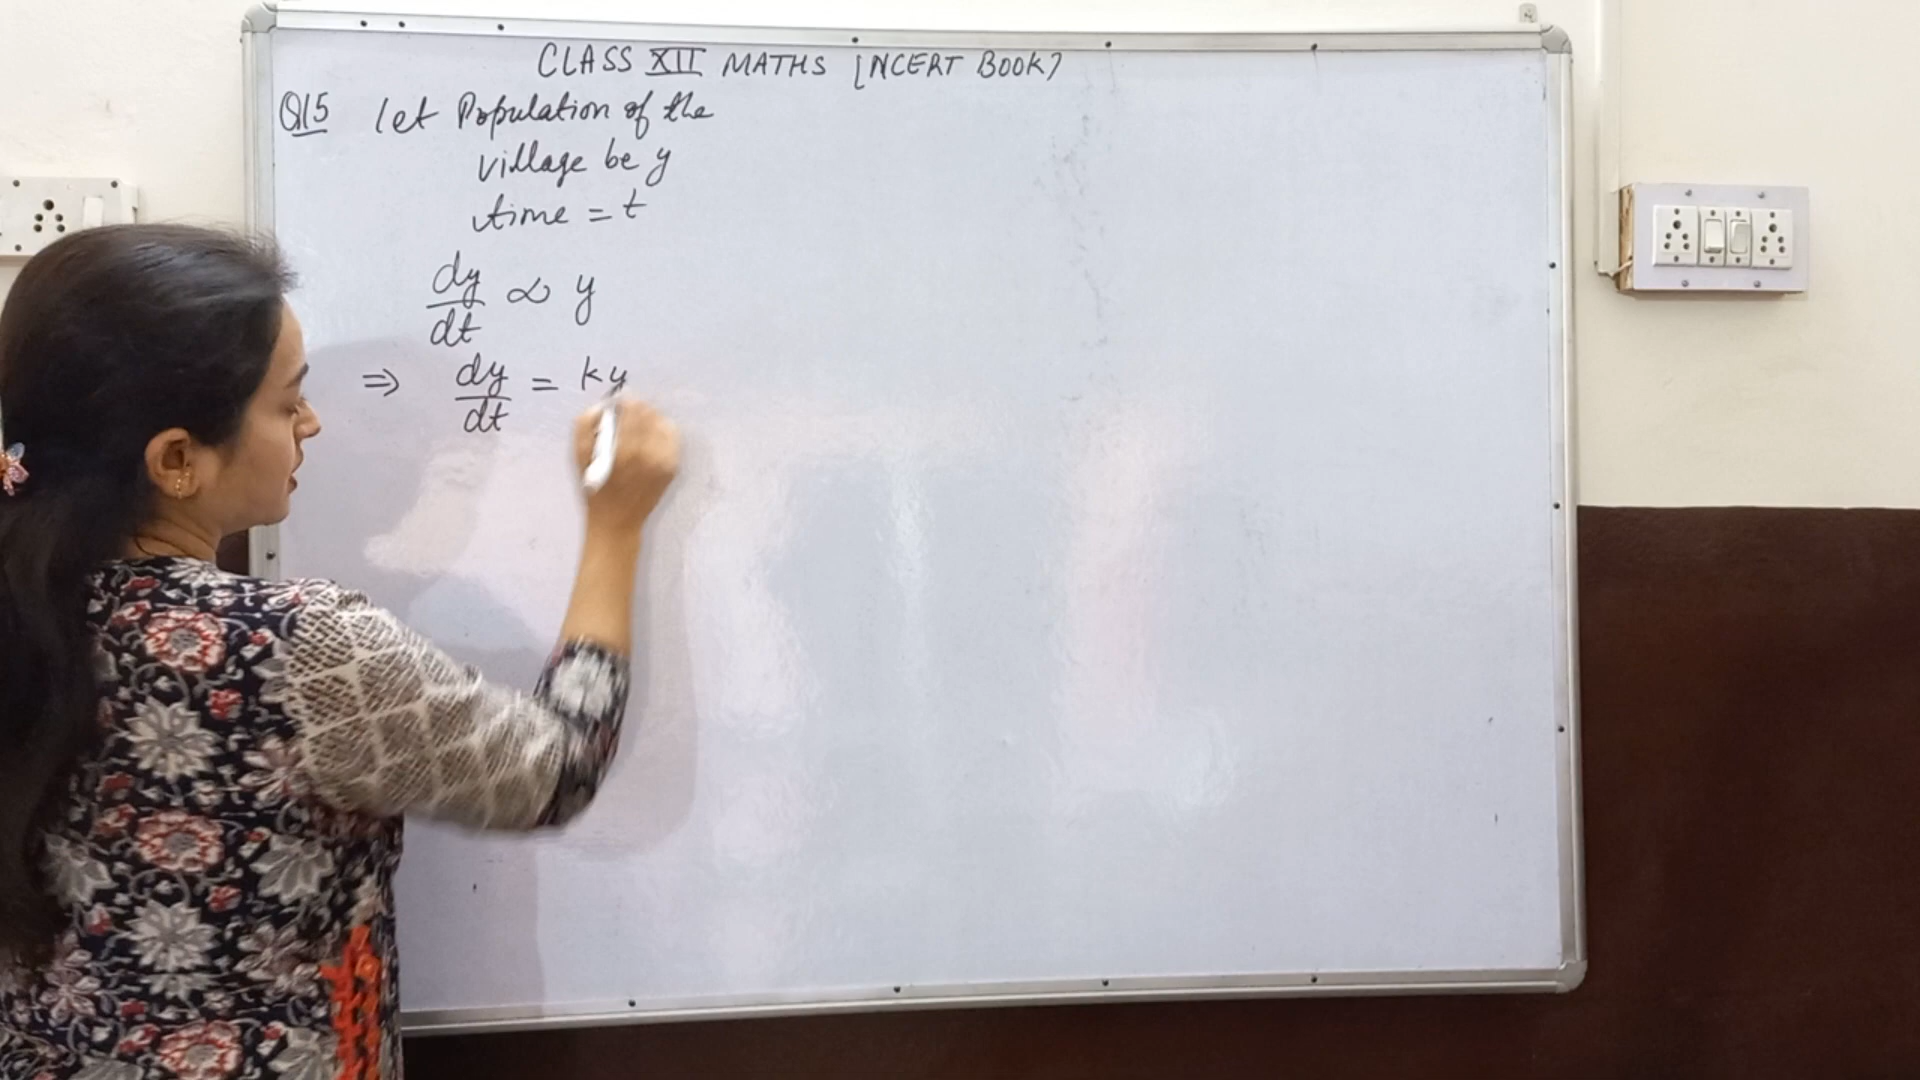 CLASS XII MATHS [NCERT BOOK]
Q15 let Population of the
village be y
time = t
dy/dt ∝ y
⇒ dy/dt = ky